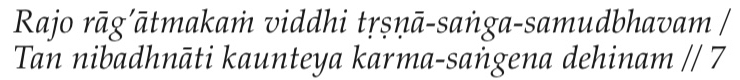 Rajo rāg’ātmakaṁ viddhi tṛṣṇā-saṅga-samudbhavam /
Tan nibadhnāti kaunteya karma-saṅgena dehinam // 7